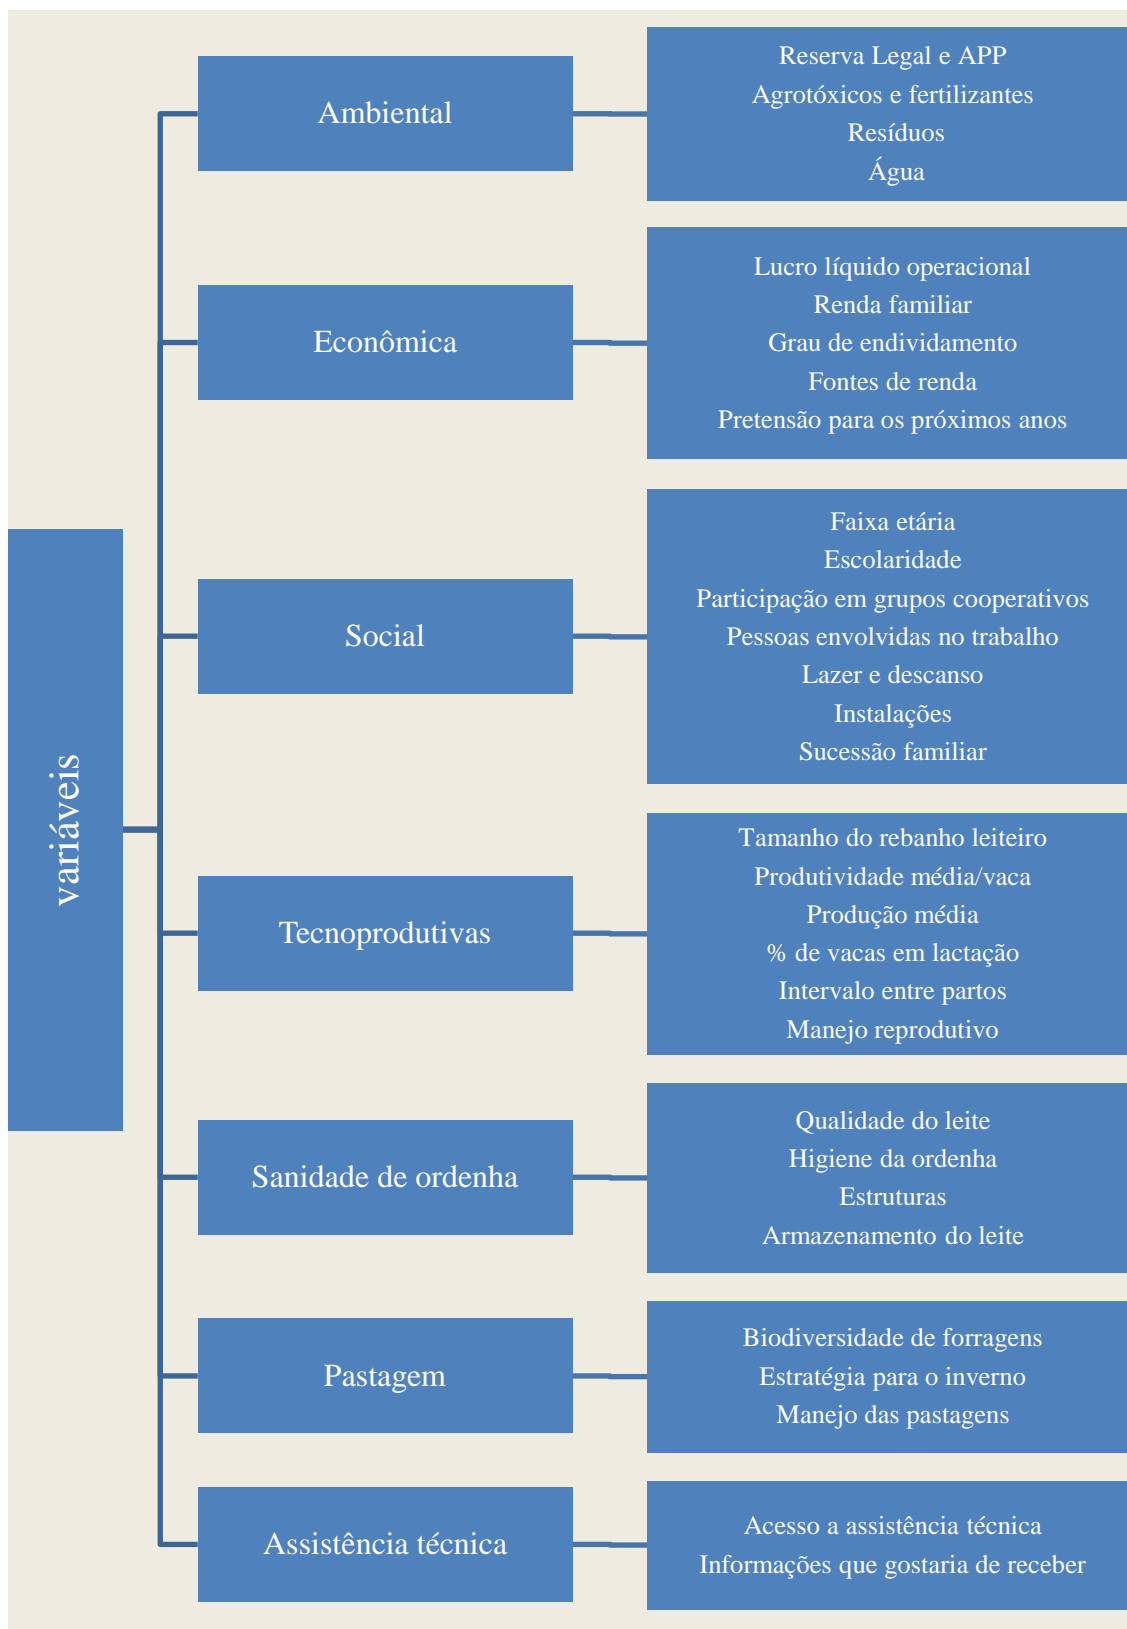 variáveis
Ambiental
Reserva Legal e APP
Agrotóxicos e fertilizantes
Resíduos
Água
Econômica
Lucro líquido operacional
Renda familiar
Grau de endividamento
Fontes de renda
Pretensão para os próximos anos
Social
Faixa etária
Escolaridade
Participação em grupos cooperativos
Pessoas envolvidas no trabalho
Lazer e descanso
Instalações
Sucessão familiar
Tecnoprodutivas
Tamanho do rebanho leiteiro
Produtividade média/vaca
Produção média
% de vacas em lactação
Intervalo entre partos
Manejo reprodutivo
Sanidade de ordenha
Qualidade do leite
Higiene da ordenha
Estruturas
Armazenamento do leite
Pastagem
Biodiversidade de forragens
Estratégia para o inverno
Manejo das pastagens
Assistência técnica
Acesso a assistência técnica
Informações que gostaria de receber